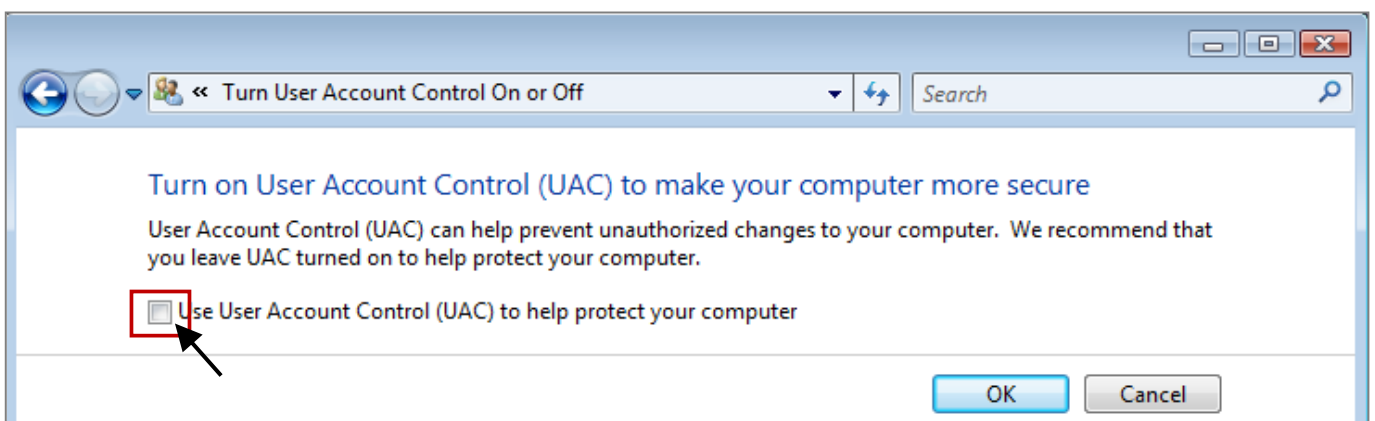 « Turn User Account Control On or Off
Search
Turn on User Account Control (UAC) to make your computer more secure
User Account Control (UAC) can help prevent unauthorized changes to your computer. We recommend that
you leave UAC turned on to help protect your computer.
Use User Account Control (UAC) to help protect your computer
OK
Cancel